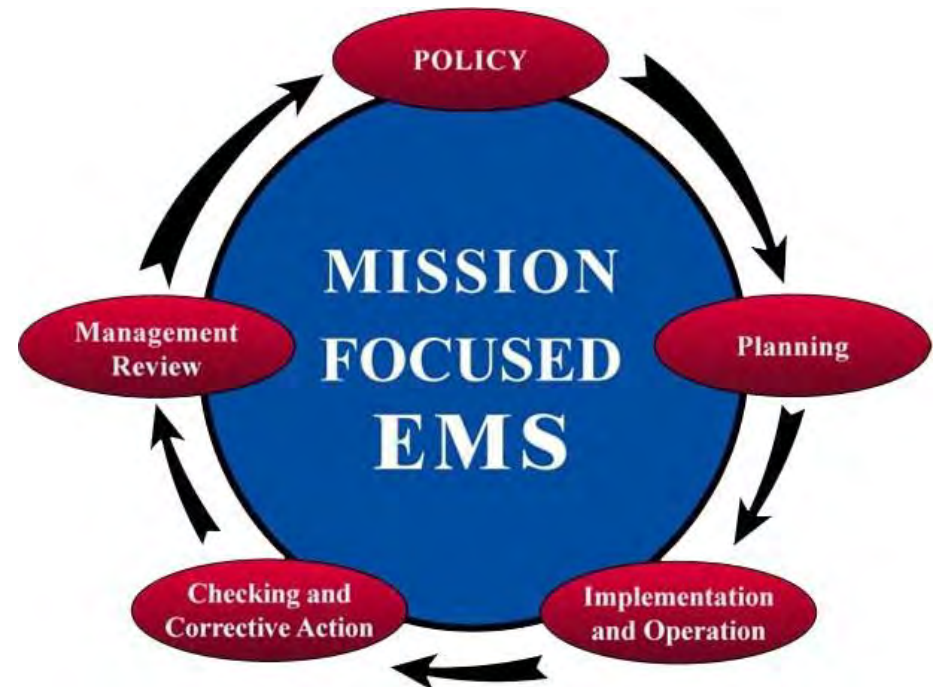 POLICY
MISSION
FOCUSED
EMS
Management
Review
Planning
Checking and
Corrective Action
Implementation
and Operation